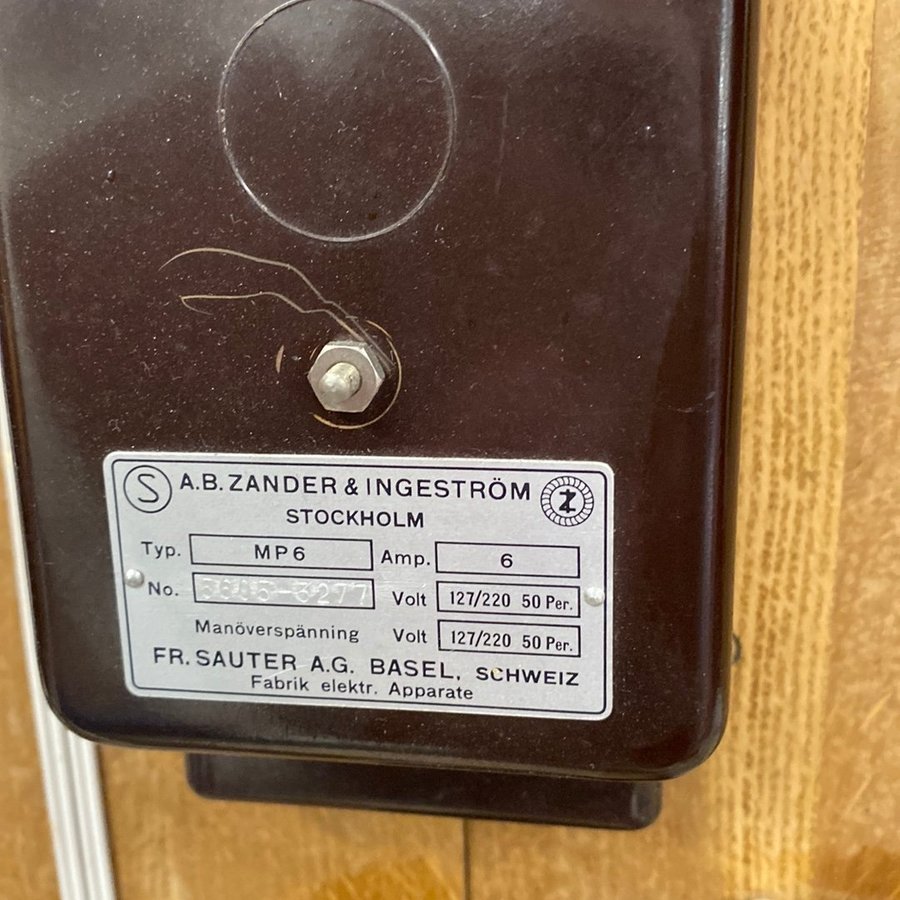 S A.B. ZANDER & INGESTRÖM Z
STOCKHOLM
Typ. MP6 Amp. 6
No. Volt 127/220 50 Per.
Manöverspänning Volt 127/220 50 Per.
FR. SAUTER A.G. BASEL, SCHWEIZ
Fabrik elektr. Apparate